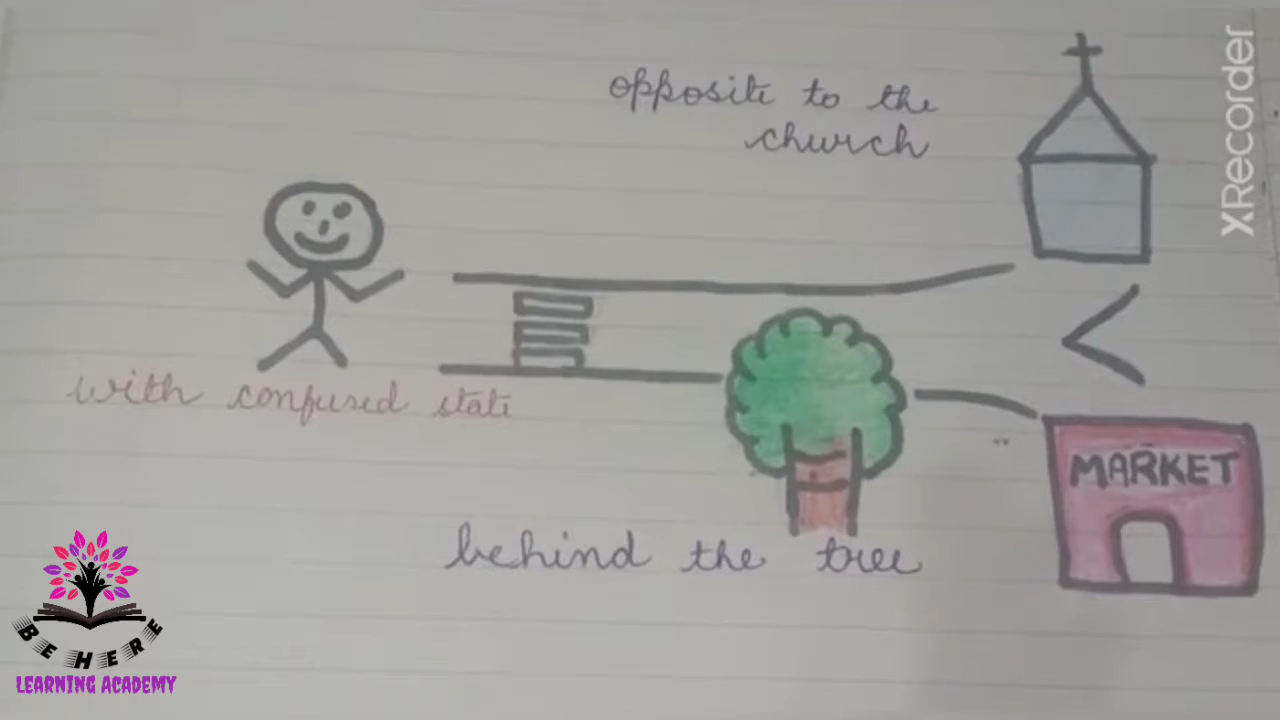 opposite to the
church
with confused state
MARKET
behind the tree
BE HERE
LEARNING ACADEMY
XRecorder